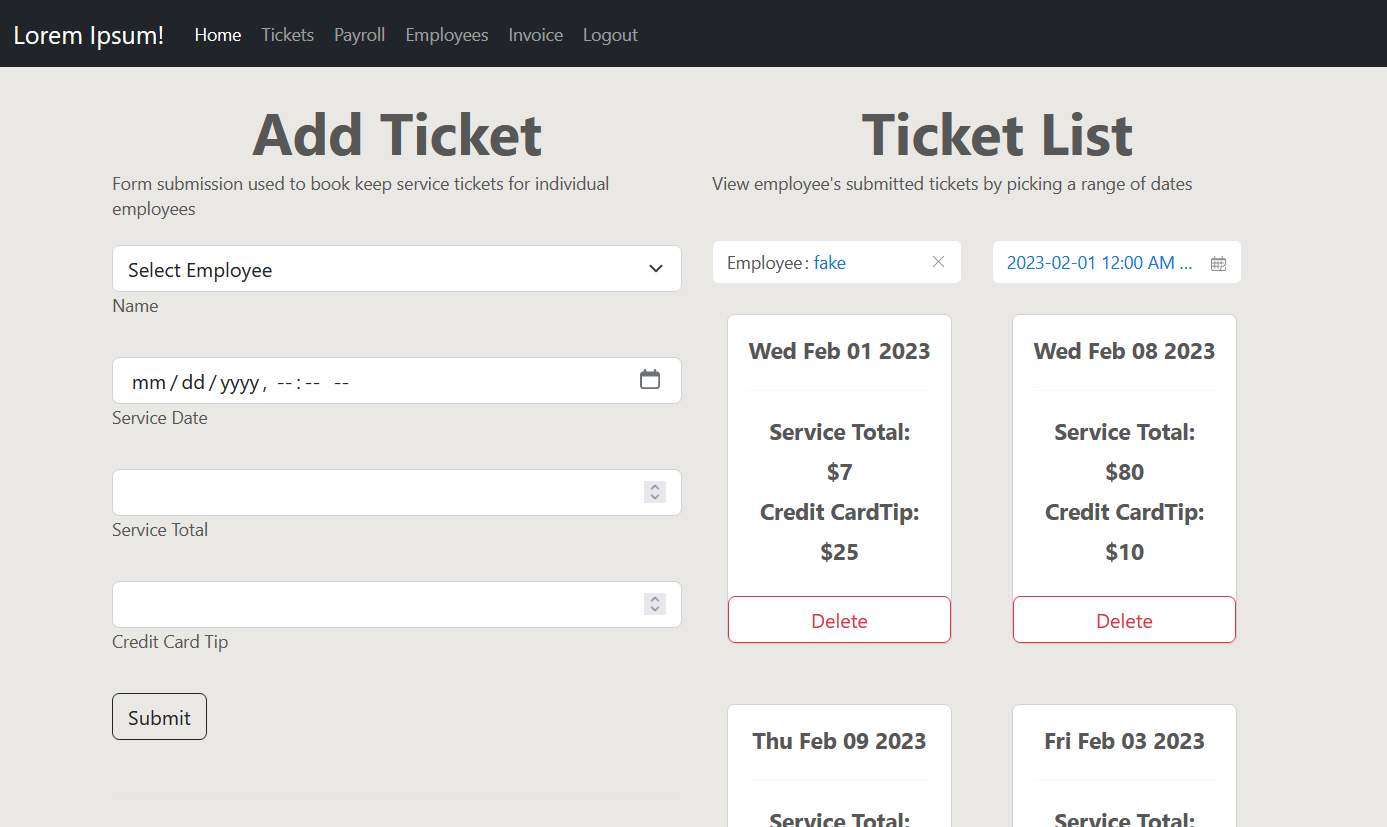 Lorem Ipsum! Home Tickets Payroll Employees Invoice Logout
Add Ticket
Form submission used to book keep service tickets for individual
employees
Select Employee
Name
mm/dd/yyyy, --:-- --
Service Date
Service Total
Credit Card Tip
Submit
Ticket List
View employee's submitted tickets by picking a range of dates
Employee: fake
2023-02-01 12:00 AM ...
Wed Feb 01 2023
Service Total:
$7
Credit CardTip:
$25
Delete
Wed Feb 08 2023
Service Total:
$80
Credit CardTip:
$10
Delete
Thu Feb 09 2023
Service Total:
Fri Feb 03 2023
Service Total: